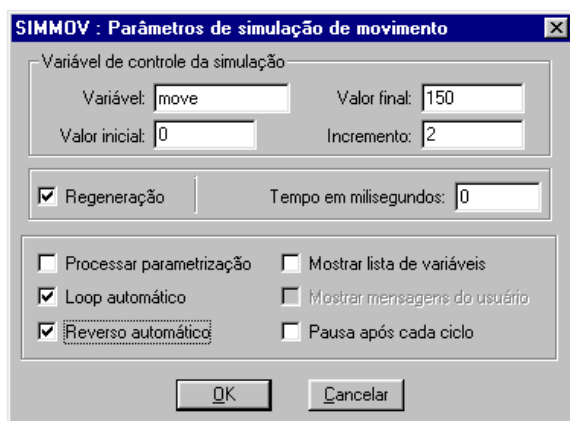 SIMMOV : Parâmetros de simulação de movimento
Variável de controle da simulação
Variável: move Valor final: 150
Valor inicial: 0 Incremento: 2
Regeneração Tempo em milisegundos: 0
Processar parametrização Mostrar lista de variáveis
Loop automático Mostrar mensagens do usuário
Reverso automático Pausa após cada ciclo
OK Cancelar